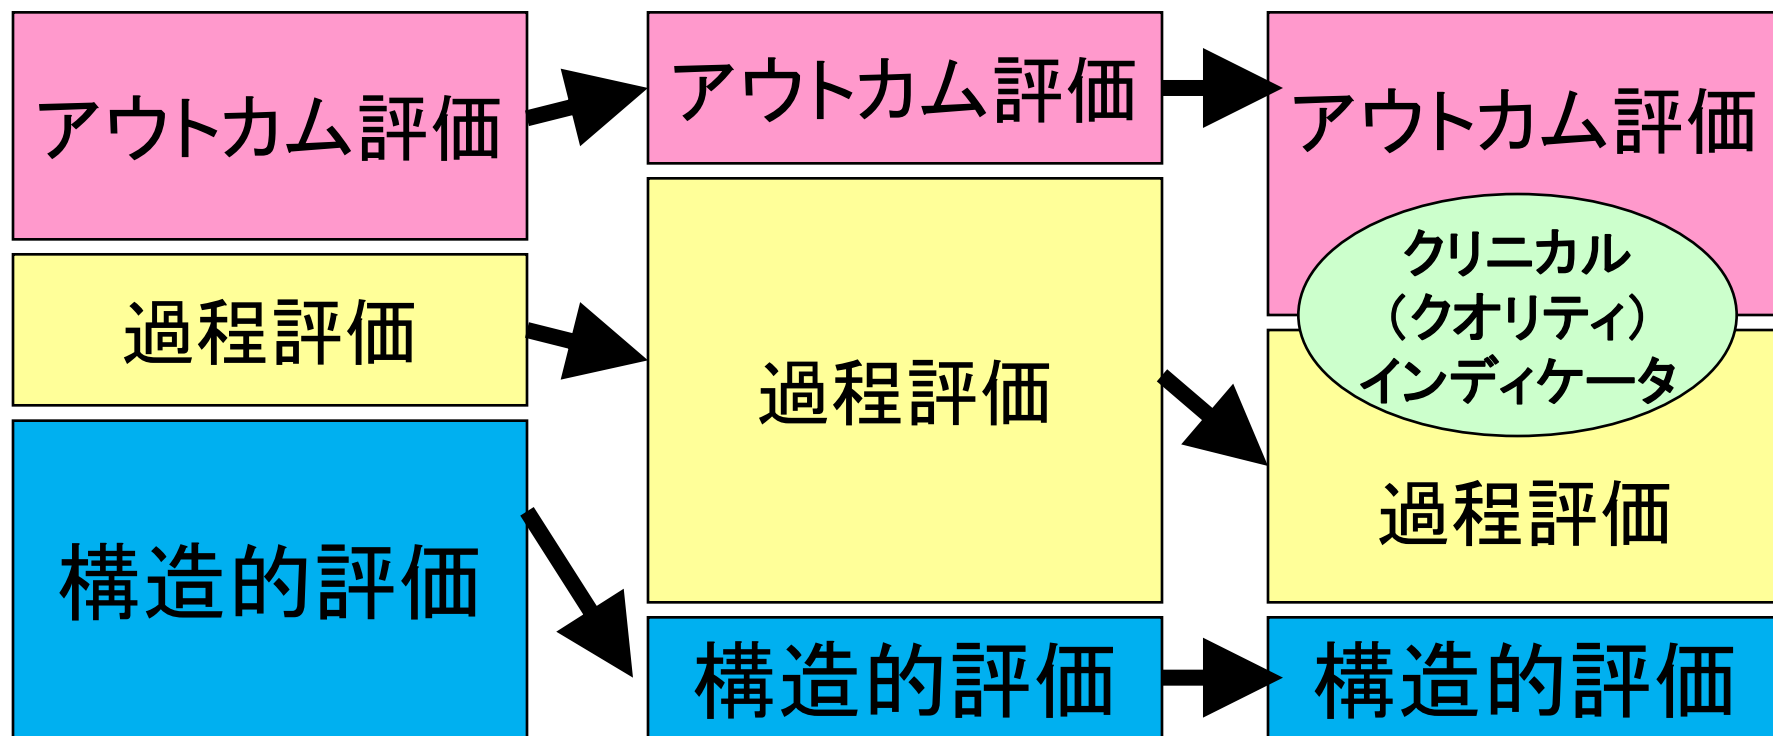 アウトカム評価
過程評価
構造的評価
アウトカム評価
過程評価
構造的評価
アウトカム評価
クリニカル
（クオリティ）
インディケータ
過程評価
構造的評価